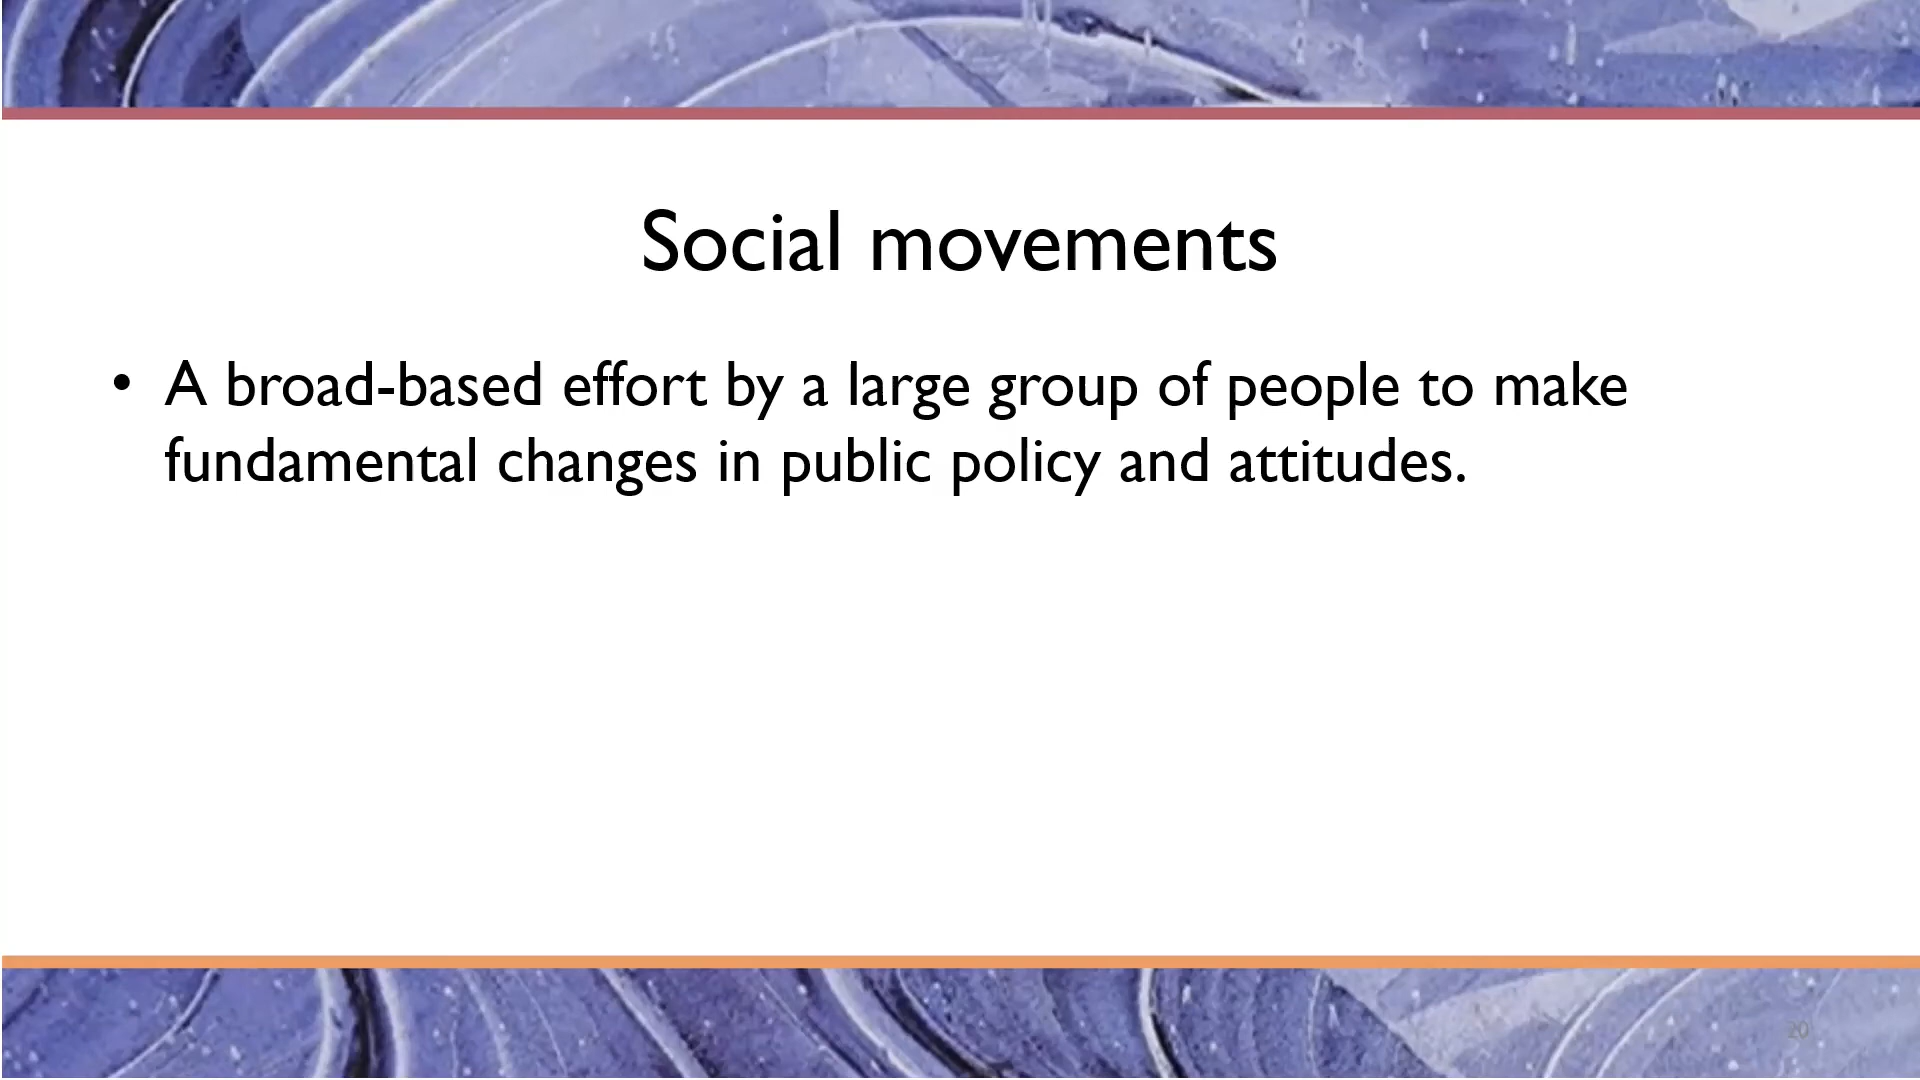 Social movements
• A broad-based effort by a large group of people to make
fundamental changes in public policy and attitudes.
20